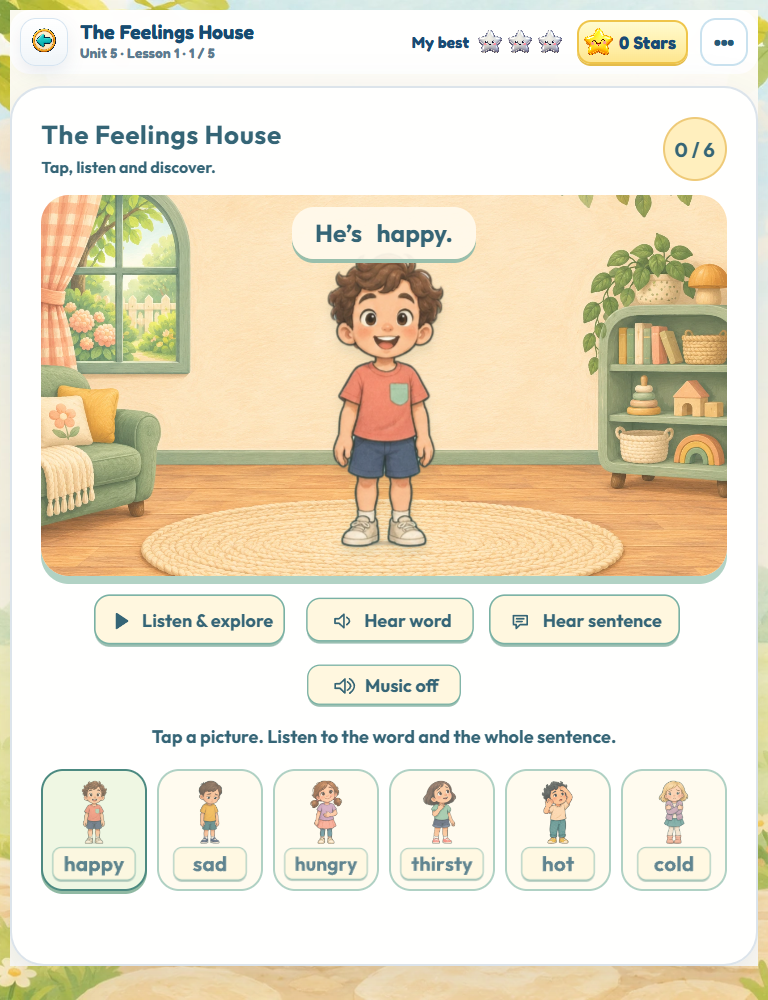 The Feelings House
Unit 5 · Lesson 1 · 1 / 5
My best
0 Stars
The Feelings House
Tap, listen and discover.
0 / 6
He’s happy.
Listen & explore
Hear word
Hear sentence
Music off
Tap a picture. Listen to the word and the whole sentence.
happy
sad
hungry
thirsty
hot
cold